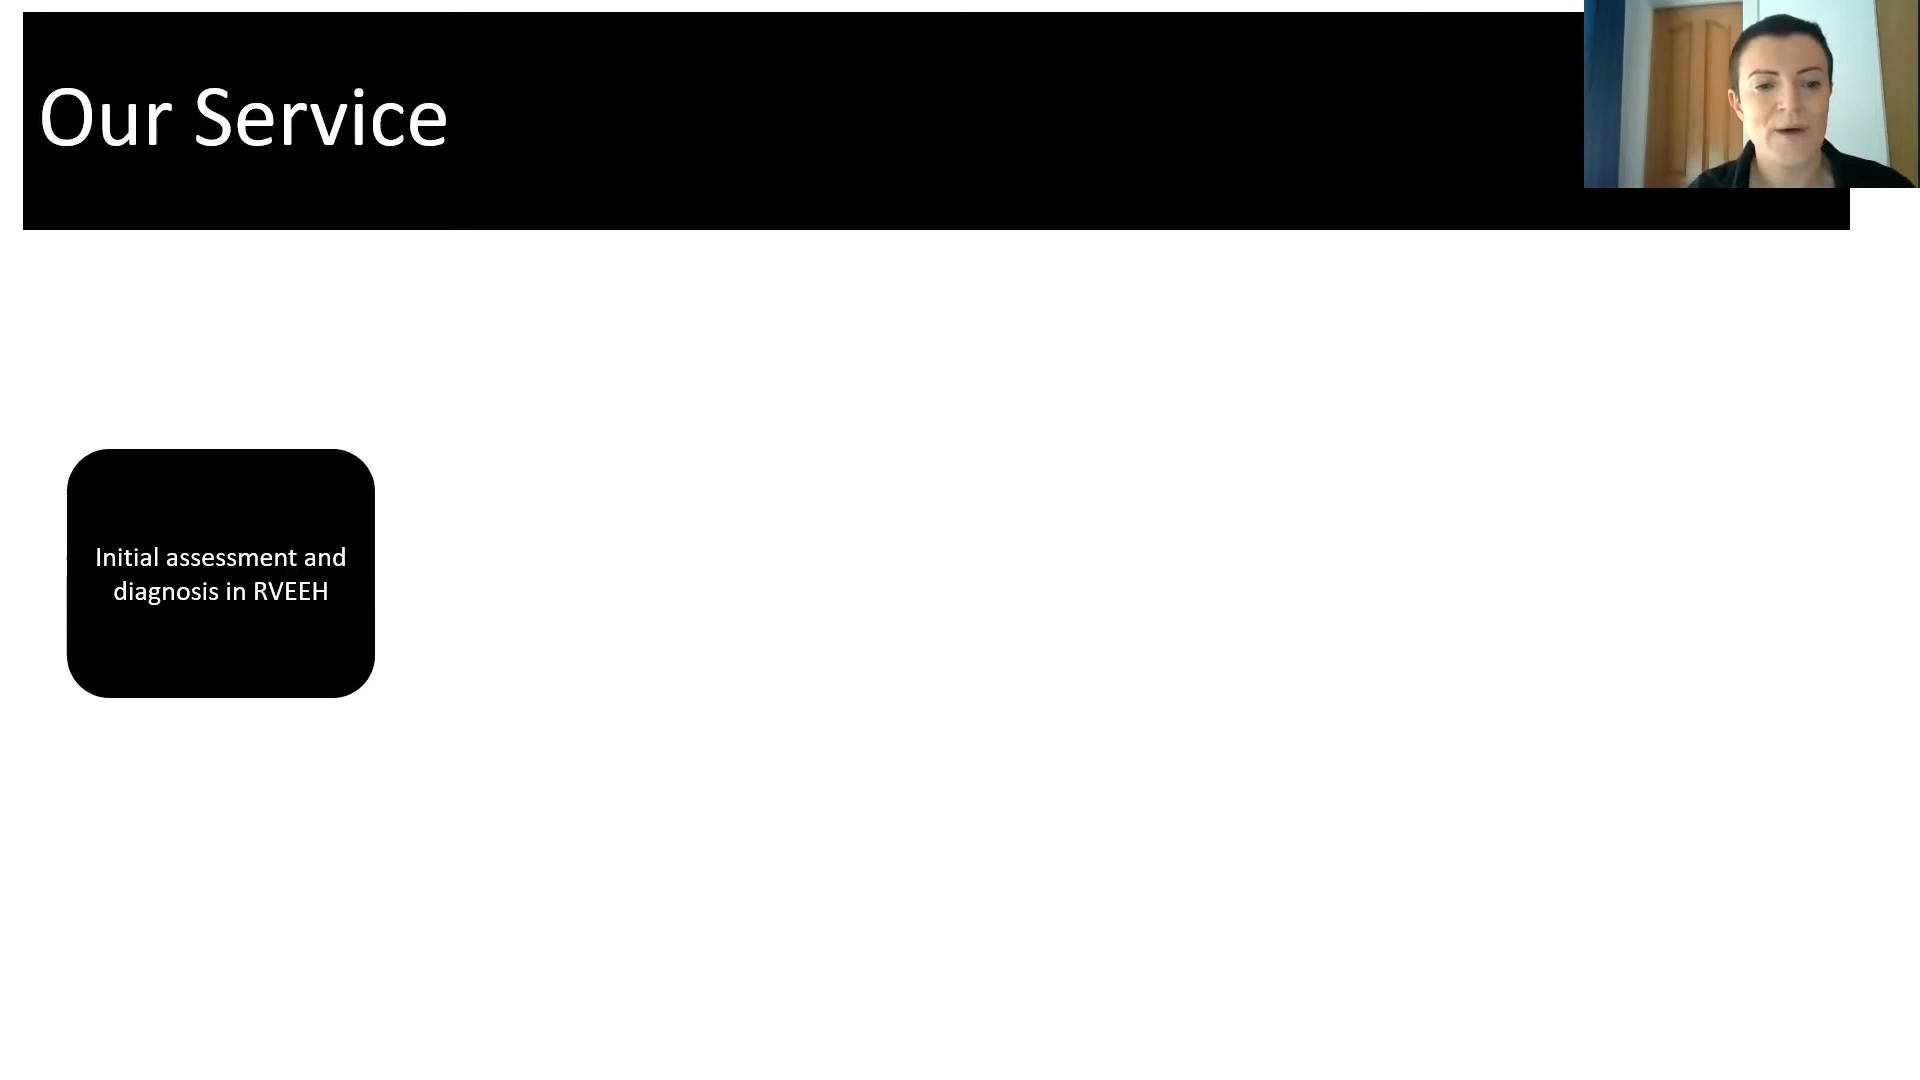 Our Service
Initial assessment and
diagnosis in RVEEH